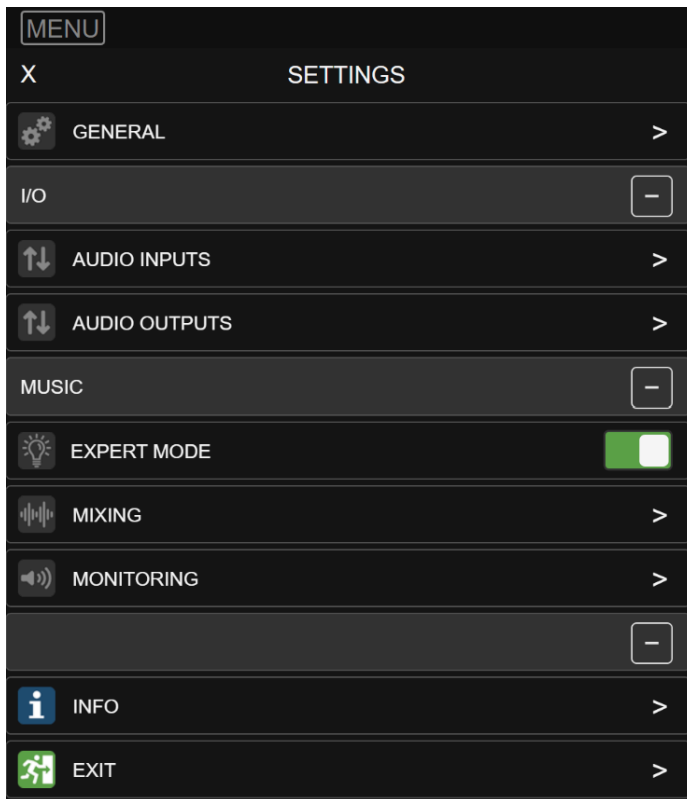 MENU
X SETTINGS
GENERAL >
I/O −
AUDIO INPUTS >
AUDIO OUTPUTS >
MUSIC −
EXPERT MODE
MIXING >
MONITORING >
−
i INFO >
EXIT >